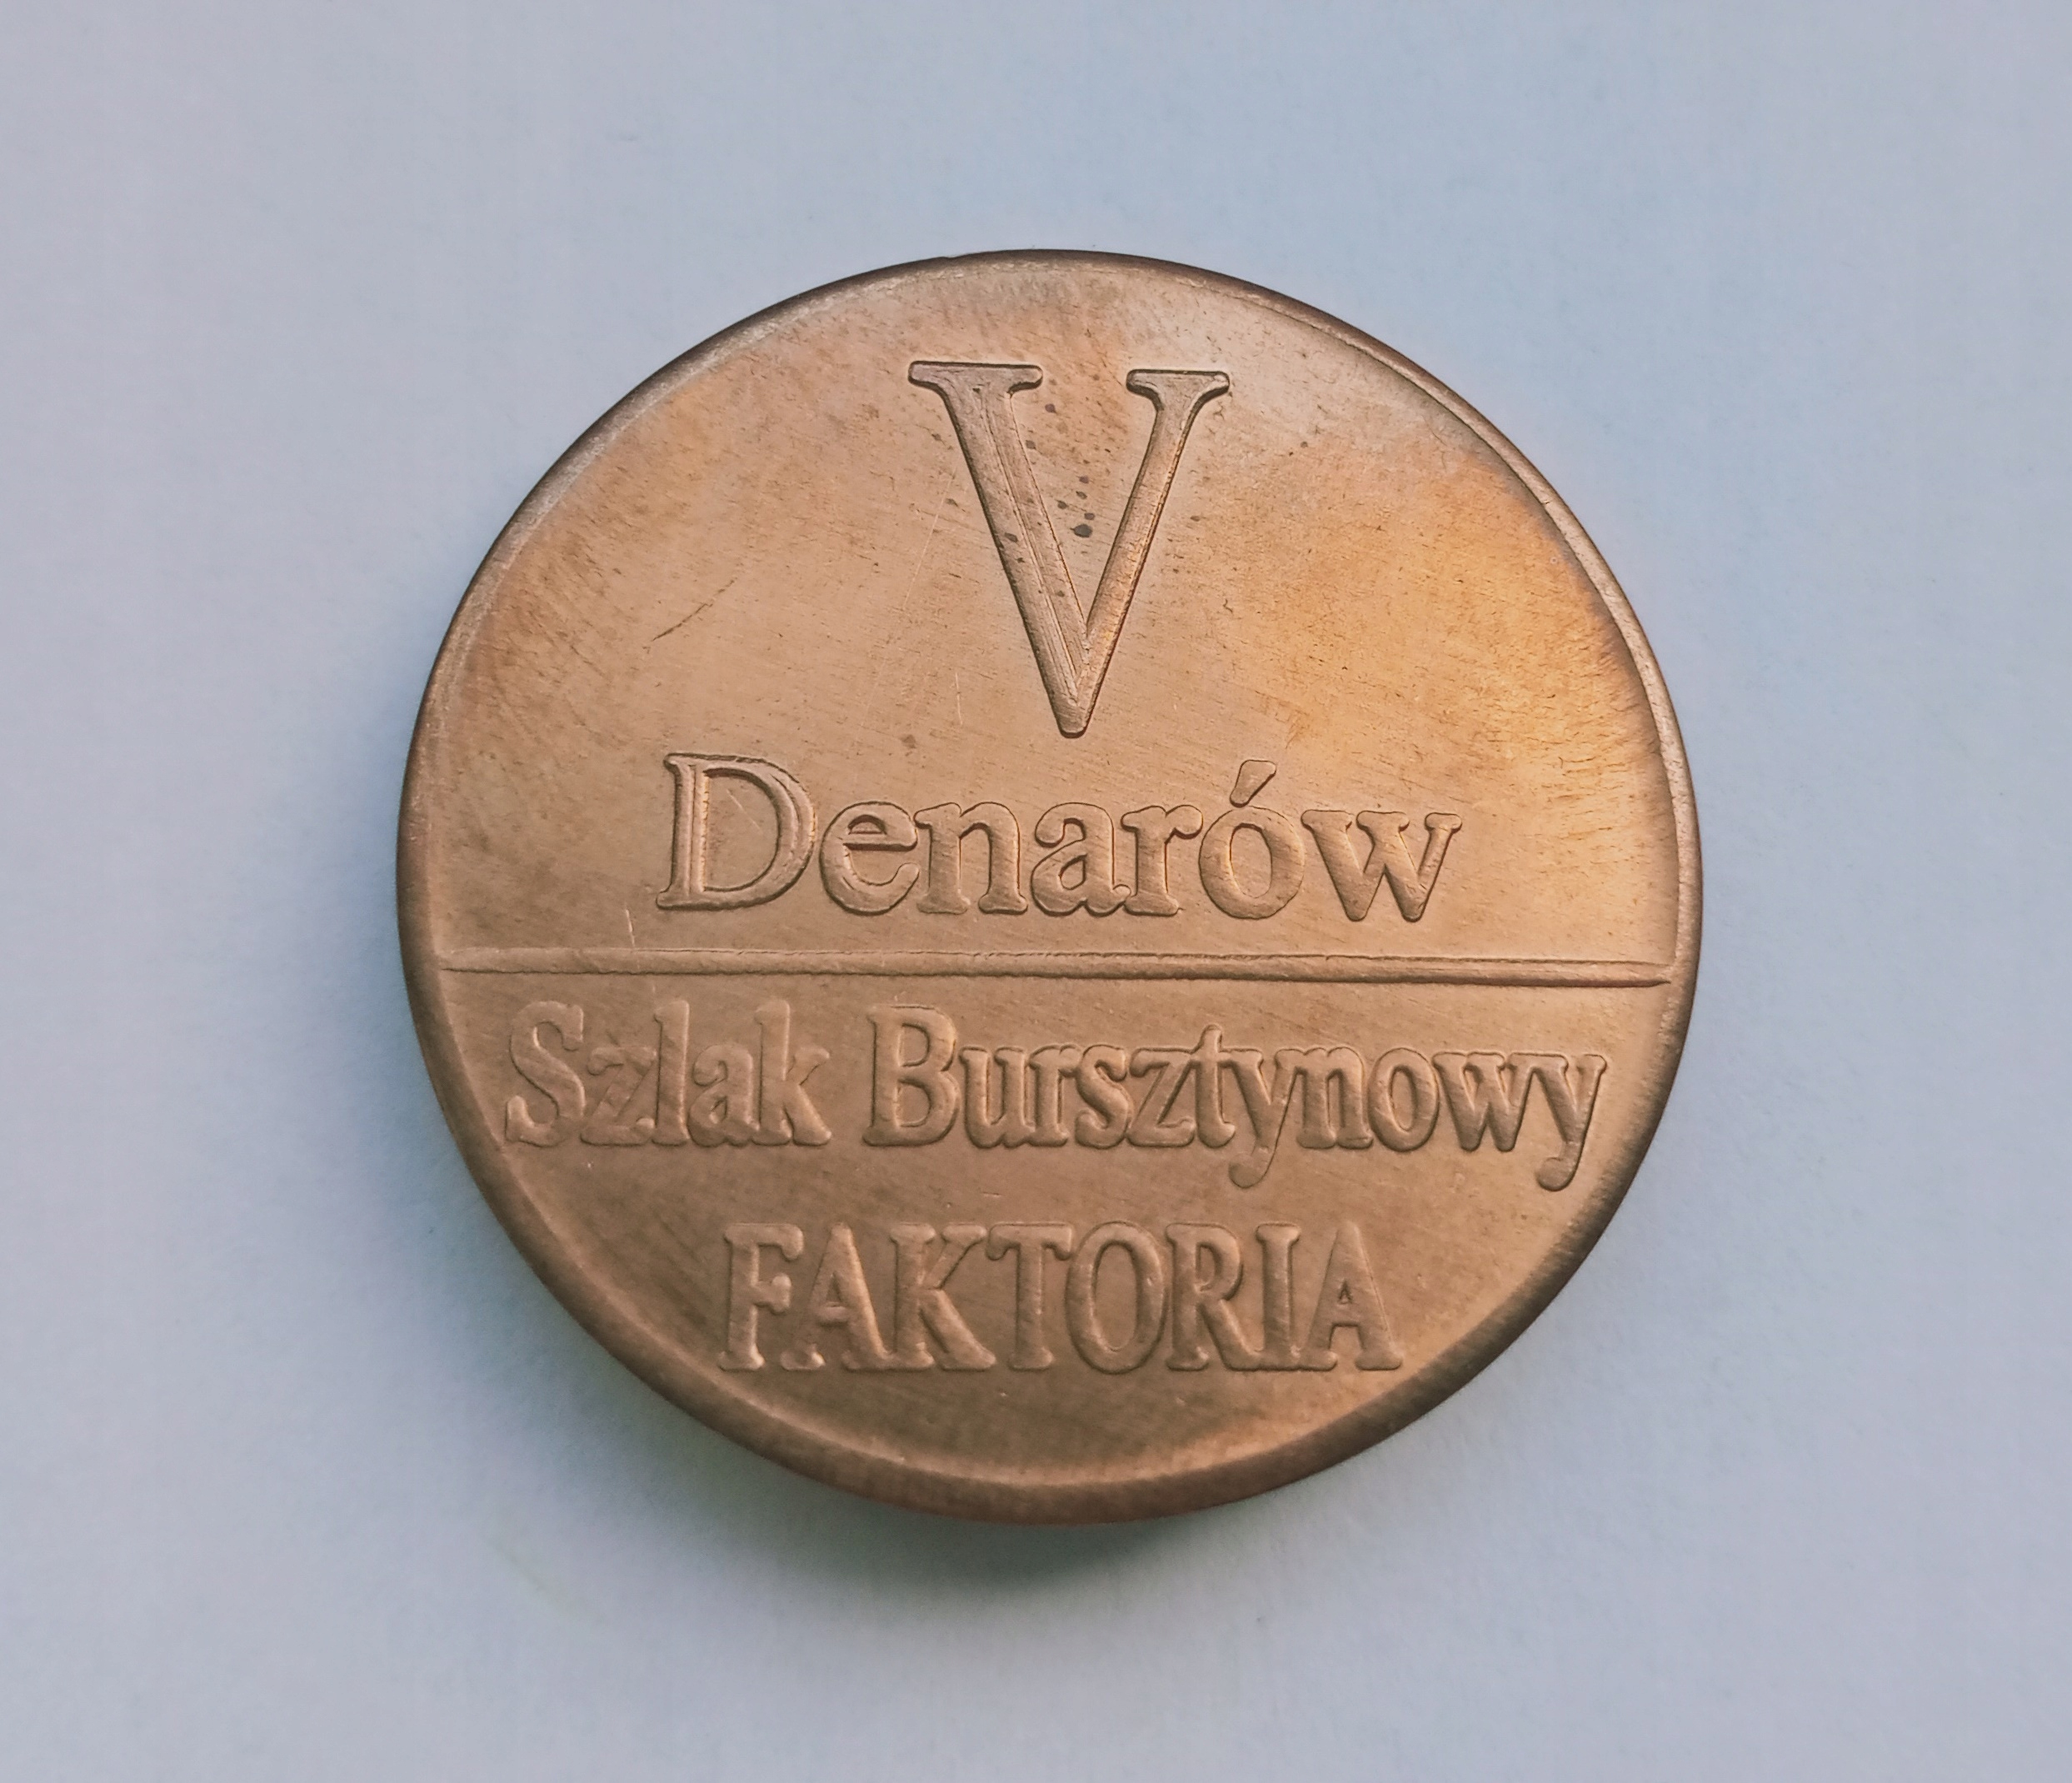 V
Denarów
Szlak Bursztynowy
FAKTORIA